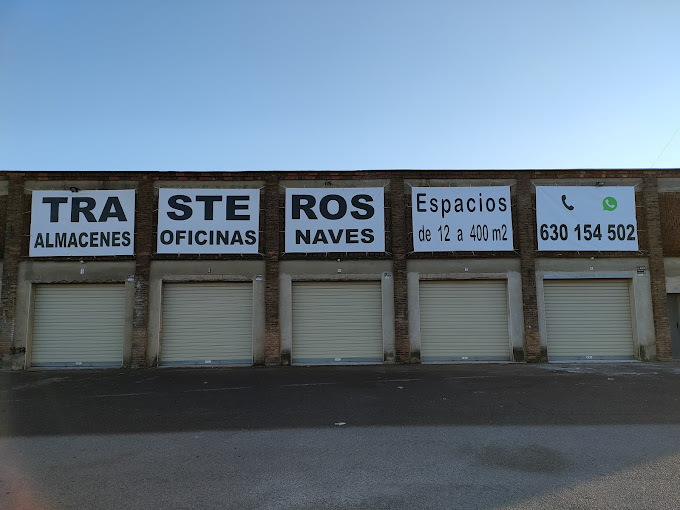 TRA
ALMACENES
STE
OFICINAS
ROS
NAVES
Espacios
de 12 a 400 m2
630 154 502